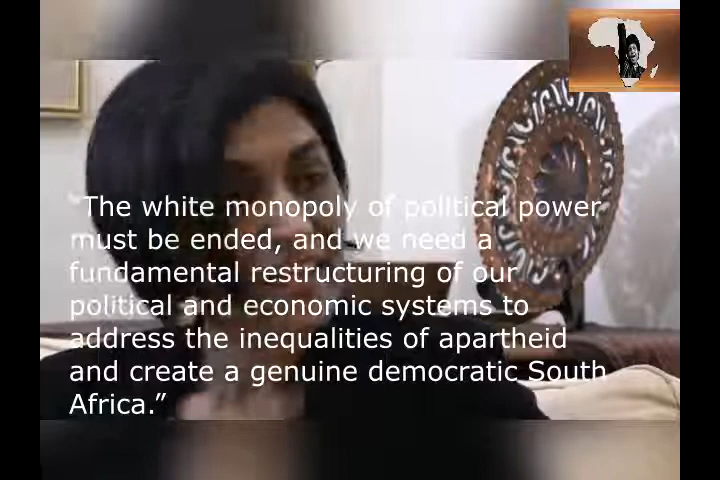 “The white monopoly of political power
must be ended, and we need a
fundamental restructuring of our
political and economic systems to
address the inequalities of apartheid
and create a genuine democratic South
Africa.”